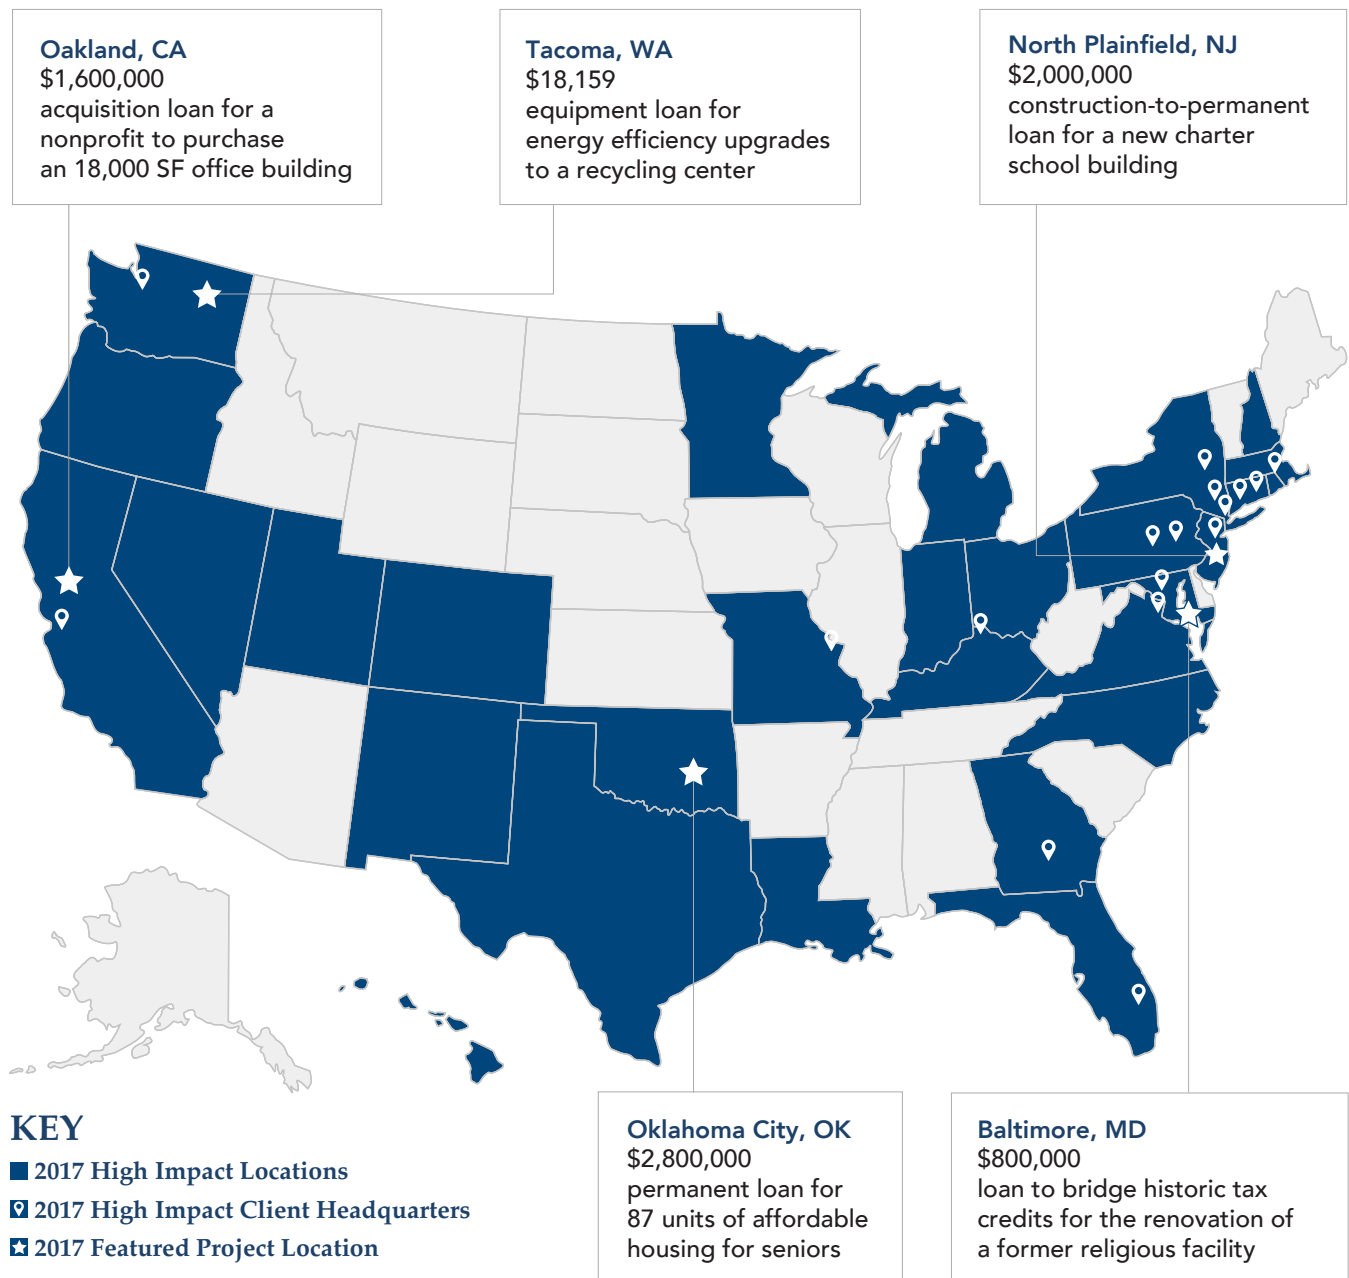 Oakland, CA
$1,600,000
acquisition loan for a
nonprofit to purchase
an 18,000 SF office building
Tacoma, WA
$18,159
equipment loan for
energy efficiency upgrades
to a recycling center
North Plainfield, NJ
$2,000,000
construction-to-permanent
loan for a new charter
school building
KEY
2017 High Impact Locations
2017 High Impact Client Headquarters
2017 Featured Project Location
Oklahoma City, OK
$2,800,000
permanent loan for
87 units of affordable
housing for seniors
Baltimore, MD
$800,000
loan to bridge historic tax
credits for the renovation of
a former religious facility